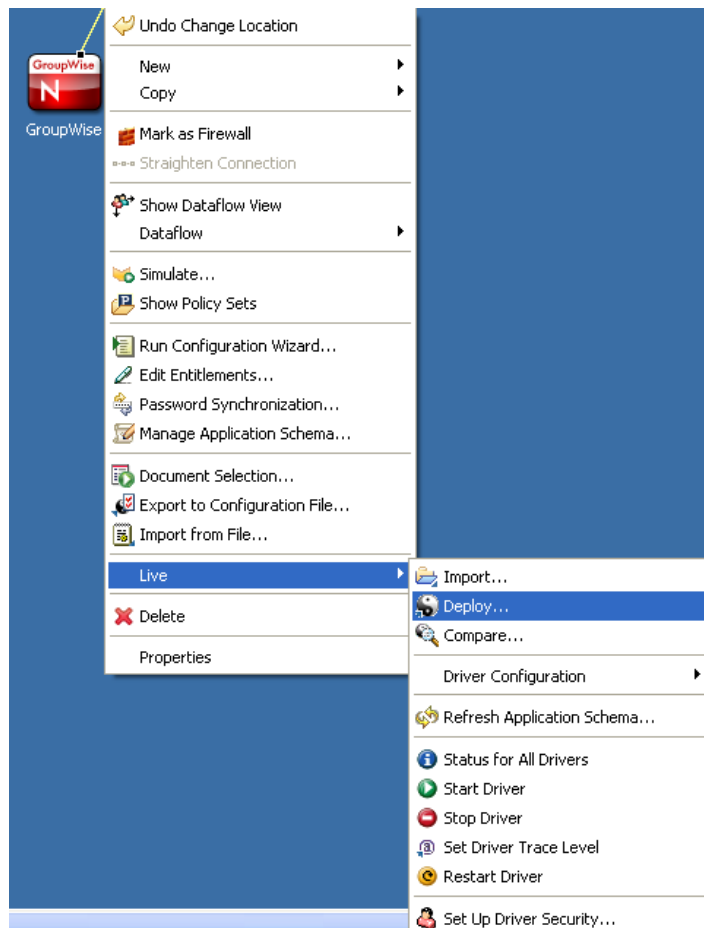 Undo Change Location
GroupWise
N
GroupWise
New
Copy
Mark as Firewall
Straighten Connection
Show Dataflow View
Dataflow
Simulate...
Show Policy Sets
Run Configuration Wizard...
Edit Entitlements...
Password Synchronization...
Manage Application Schema...
Document Selection...
Export to Configuration File...
Import from File...
Live
Delete
Properties
Import...
Deploy...
Compare...
Driver Configuration
Refresh Application Schema...
Status for All Drivers
Start Driver
Stop Driver
Set Driver Trace Level
Restart Driver
Set Up Driver Security...